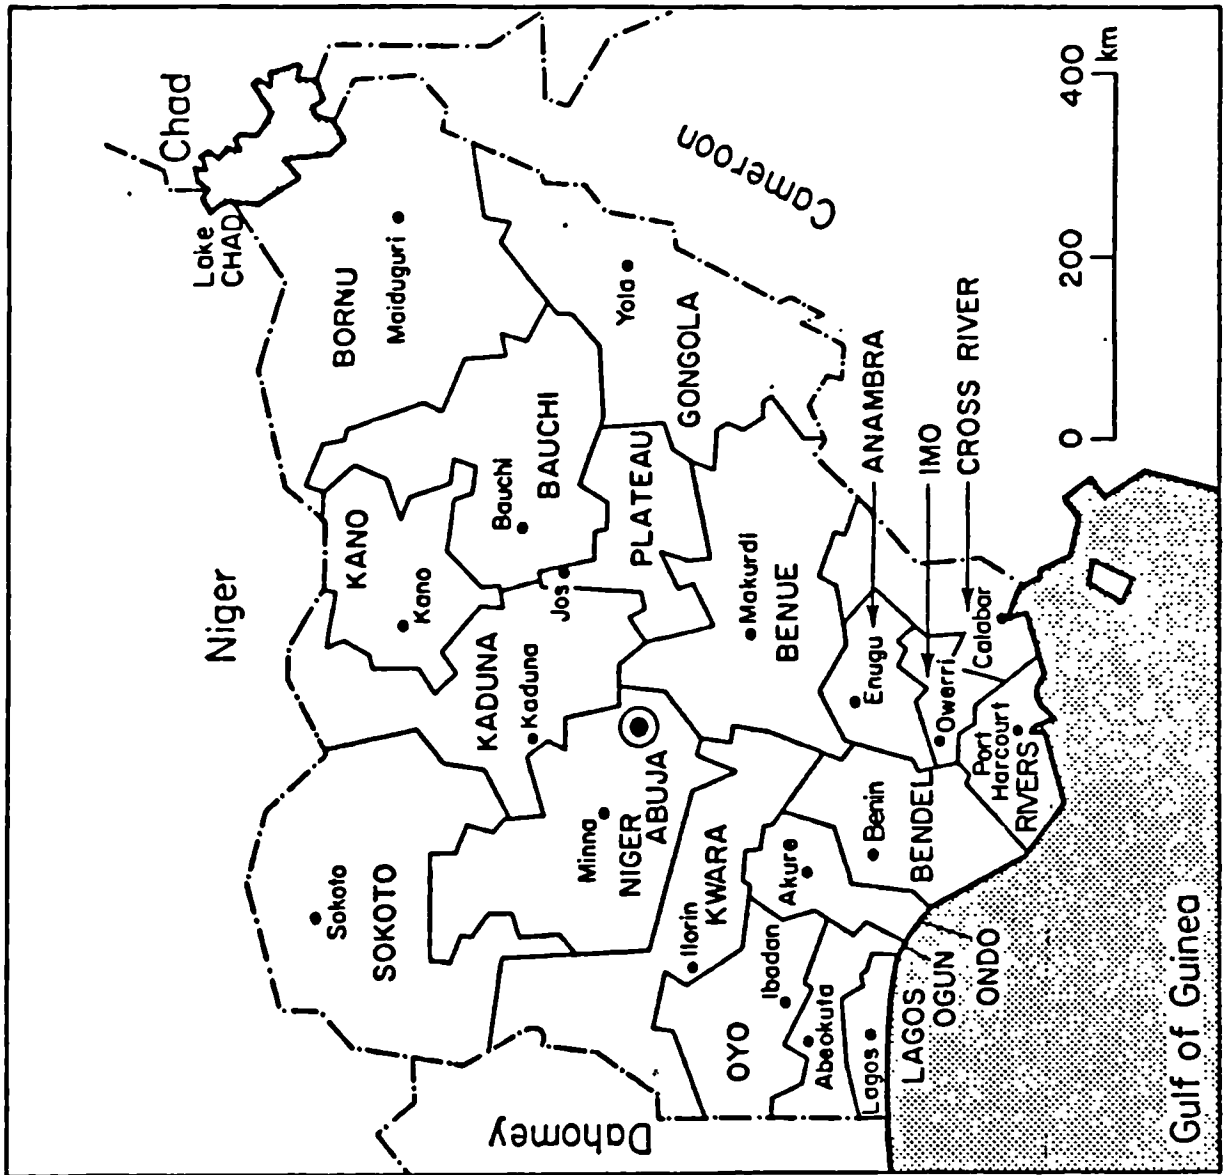 Chad
Lake
CHAD
Niger
BORNU
Maiduguri
Cameroon
KANO
Kano
Sokoto
SOKOTO
KADUNA
Kaduna
Bauchi
BAUCHI
Jos
Yola
GONGOLA
PLATEAU
Minna
NIGER
ABUJA
Makurdi
BENUE
Dahomey
Ilorin
KWARA
OYO
Ibadan
Akure
Abeokuta
Lagos
Benin
BENDEL
Enugu
Owerri
Calabar
Port
Harcourt
RIVERS
ANAMBRA
IMO
CROSS RIVER
LAGOS
OGUN
ONDO
Gulf of Guinea
0 200 400
km